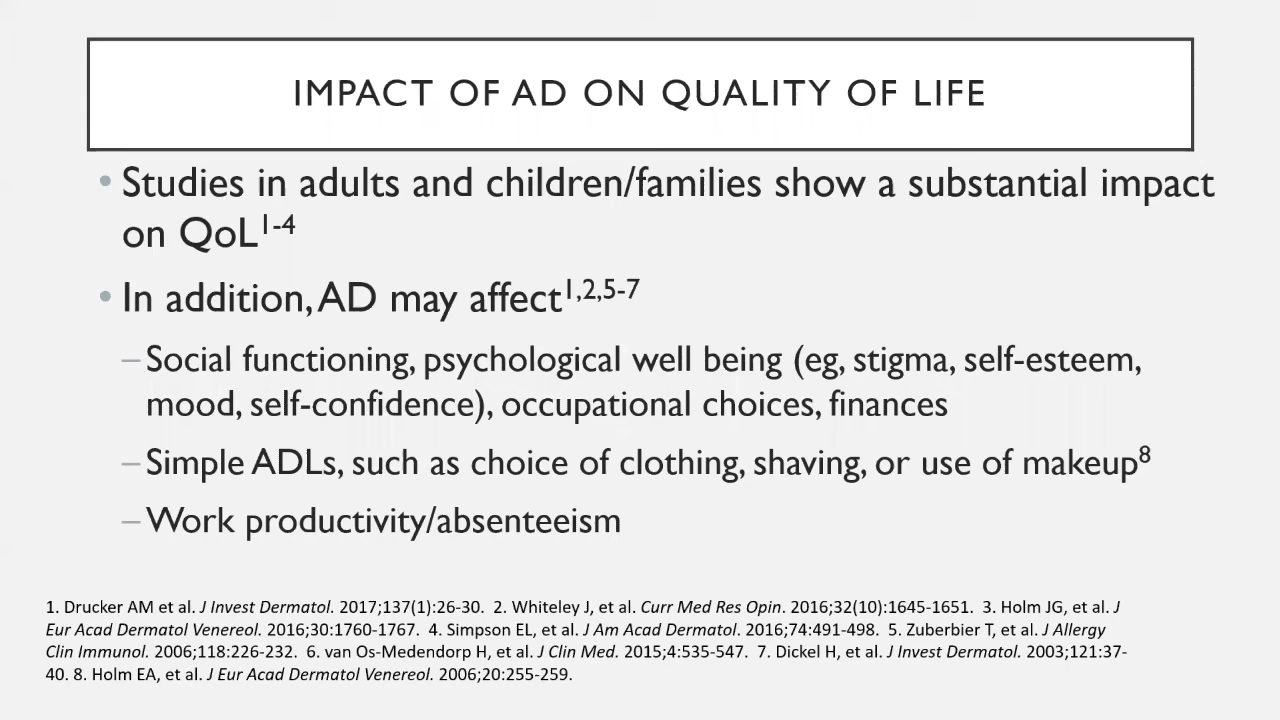 IMPACT OF AD ON QUALITY OF LIFE
• Studies in adults and children/families show a substantial impact
on QoL1-4
• In addition, AD may affect1,2,5-7
– Social functioning, psychological well being (eg, stigma, self-esteem,
mood, self-confidence), occupational choices, finances
– Simple ADLs, such as choice of clothing, shaving, or use of makeup8
– Work productivity/absenteeism
1. Drucker AM et al. J Invest Dermatol. 2017;137(1):26-30. 2. Whiteley J, et al. Curr Med Res Opin. 2016;32(10):1645-1651. 3. Holm JG, et al. J
Eur Acad Dermatol Venereol. 2016;30:1760-1767. 4. Simpson EL, et al. J Am Acad Dermatol. 2016;74:491-498. 5. Zuberbier T, et al. J Allergy
Clin Immunol. 2006;118:226-232. 6. van Os-Medendorp H, et al. J Clin Med. 2015;4:535-547. 7. Dickel H, et al. J Invest Dermatol. 2003;121:37-
40. 8. Holm EA, et al. J Eur Acad Dermatol Venereol. 2006;20:255-259.